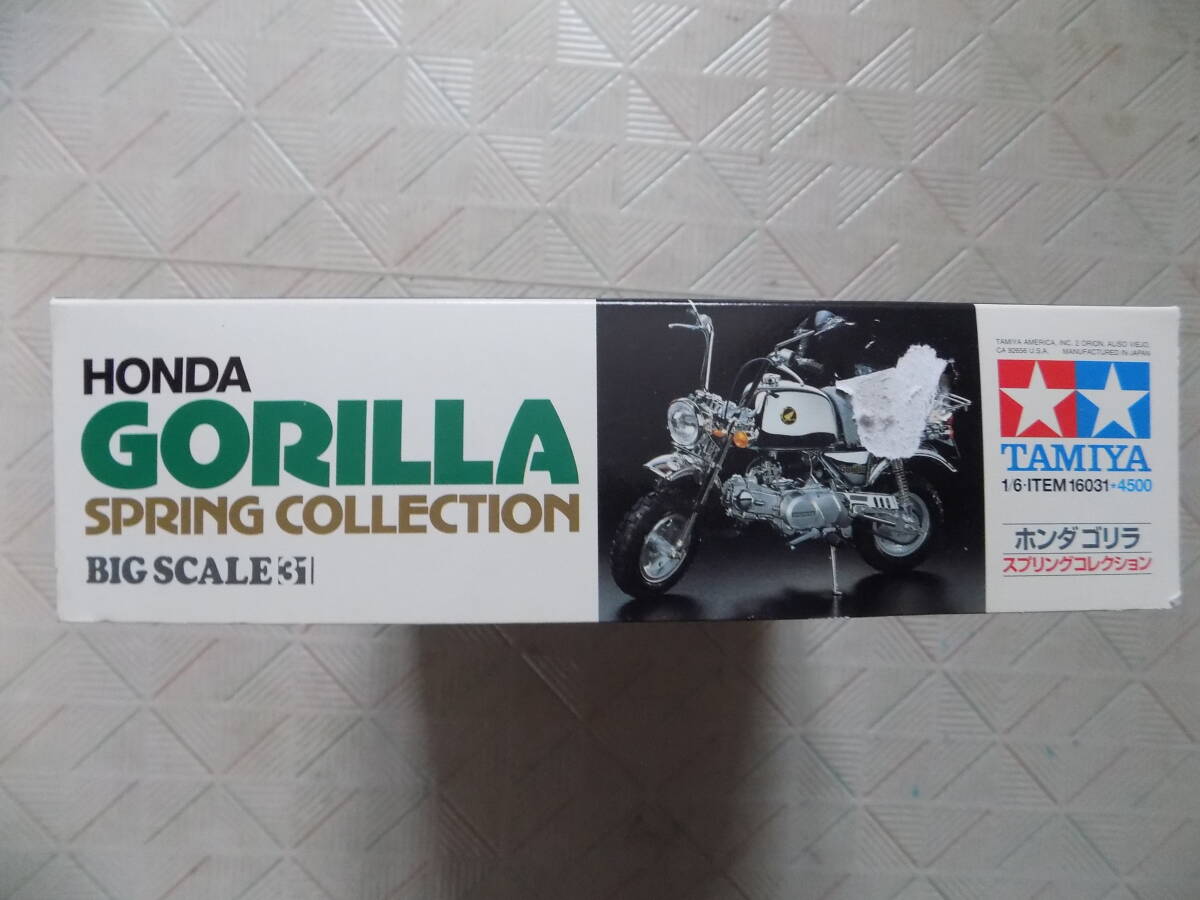 HONDA
GORILLA
SPRING COLLECTION
BIG SCALE 31
TAMIYA AMERICA, INC. 2 ORION, ALISO VIEJO,
CA 92656 U.S.A. MANUFACTURED IN JAPAN
TAMIYA
1/6・ITEM 16031★4500
ホンダ ゴリラ
スプリングコレクション